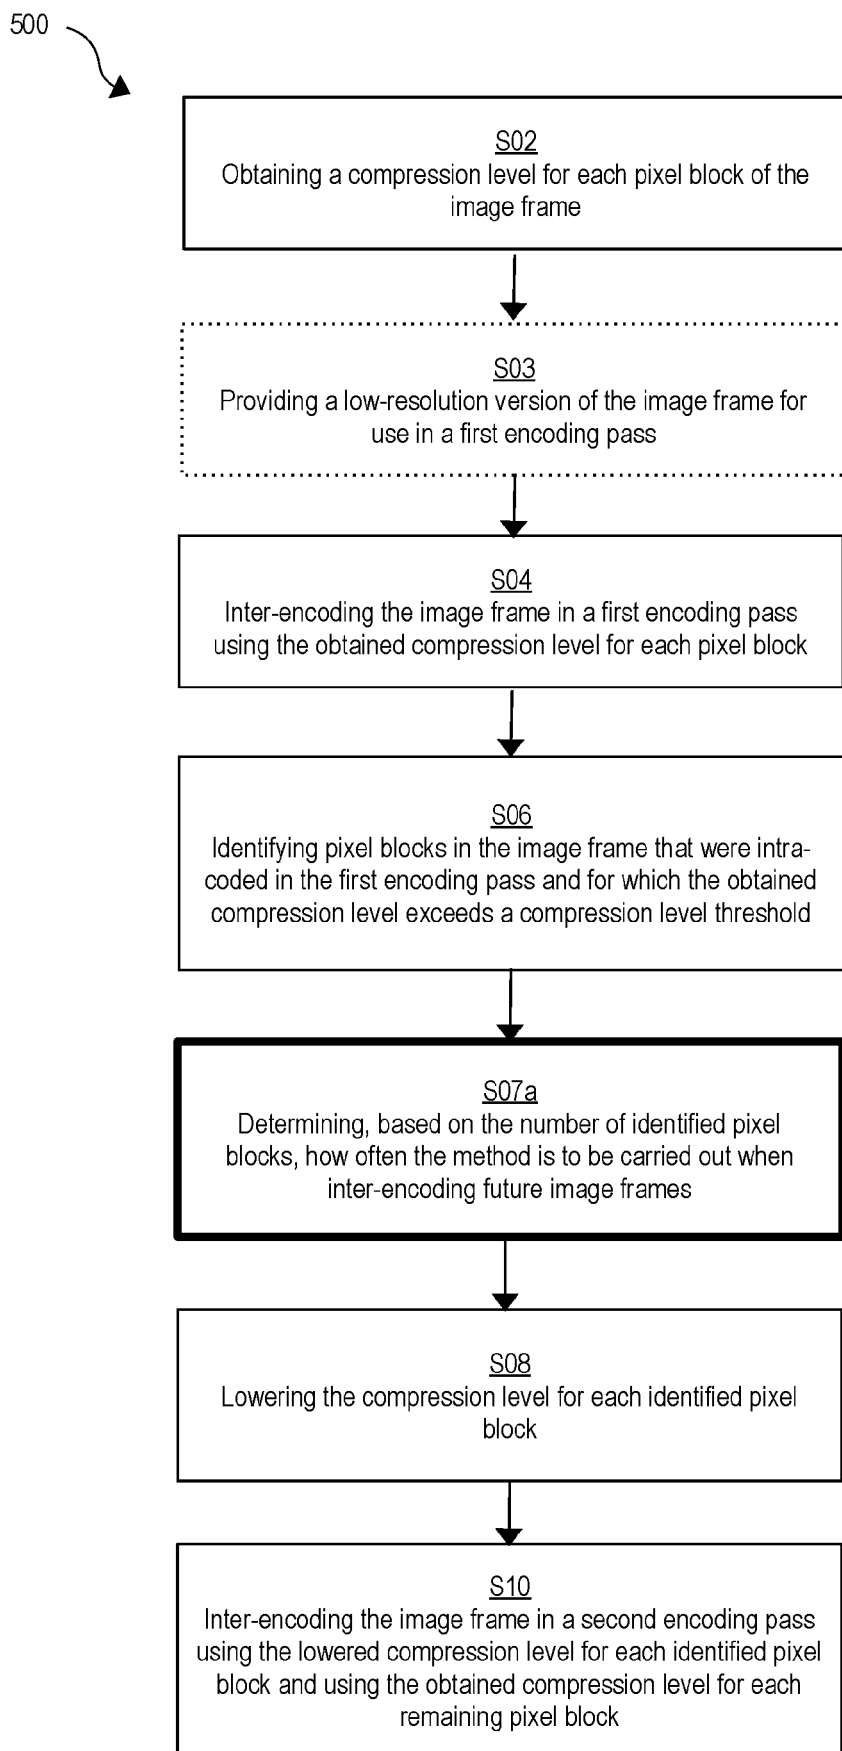 500
S02
Obtaining a compression level for each pixel block of the
image frame
S03
Providing a low-resolution version of the image frame for
use in a first encoding pass
S04
Inter-encoding the image frame in a first encoding pass
using the obtained compression level for each pixel block
S06
Identifying pixel blocks in the image frame that were intra-
coded in the first encoding pass and for which the obtained
compression level exceeds a compression level threshold
S07a
Determining, based on the number of identified pixel
blocks, how often the method is to be carried out when
inter-encoding future image frames
S08
Lowering the compression level for each identified pixel
block
S10
Inter-encoding the image frame in a second encoding pass
using the lowered compression level for each identified pixel
block and using the obtained compression level for each
remaining pixel block